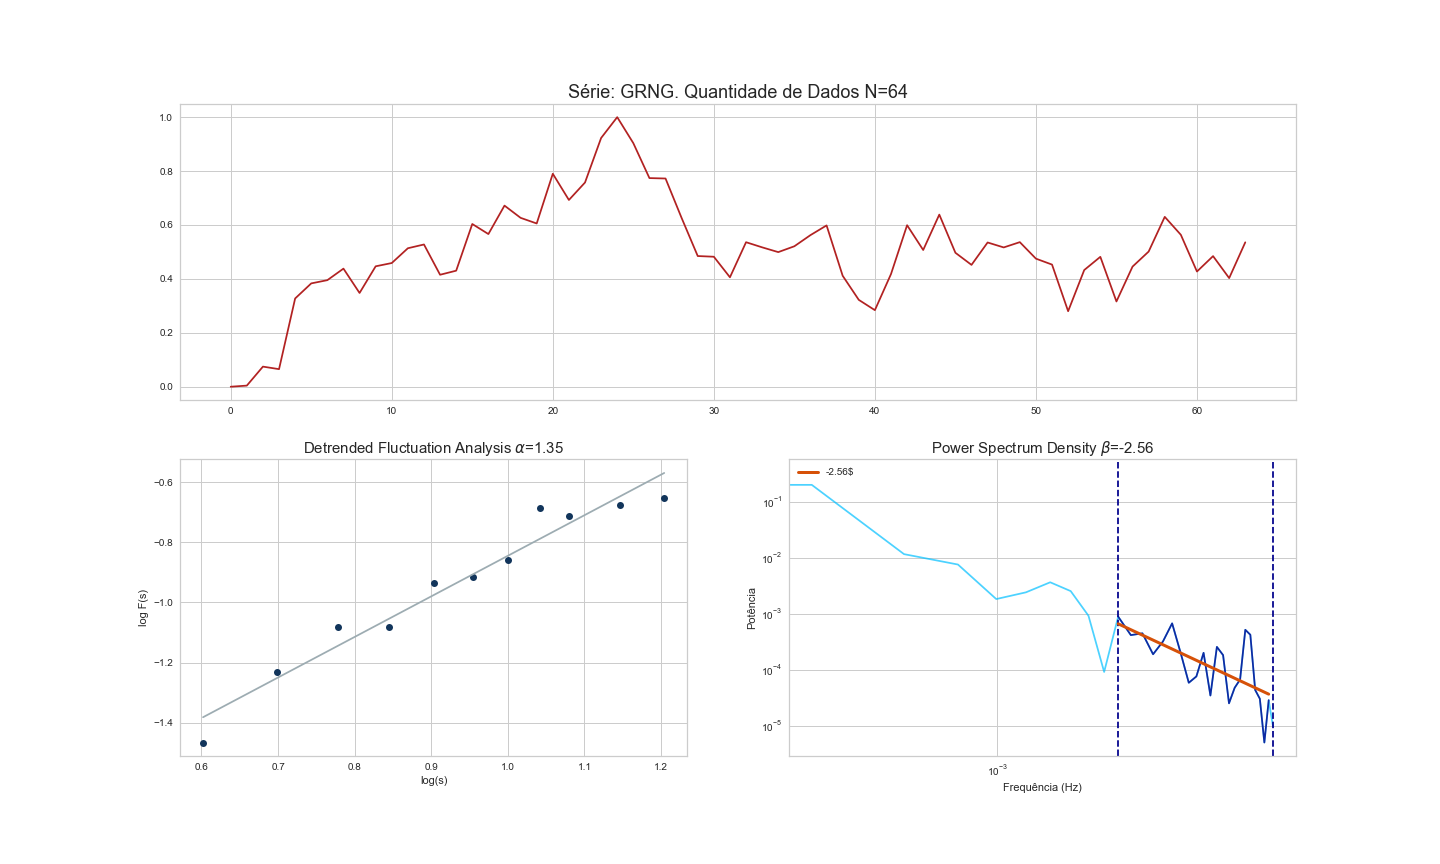 Série: GRNG. Quantidade de Dados N=64
1.0
0.8
0.6
0.4
0.2
0.0
0 10 20 30 40 50 60
Detrended Fluctuation Analysis α=1.35
−0.6
−0.8
−1.0
−1.2
−1.4
log F(s)
0.6 0.7 0.8 0.9 1.0 1.1 1.2
log(s)
Power Spectrum Density β=-2.56
-2.56$
10⁻¹
10⁻²
10⁻³
10⁻⁴
10⁻⁵
Potência
10⁻³
Frequência (Hz)